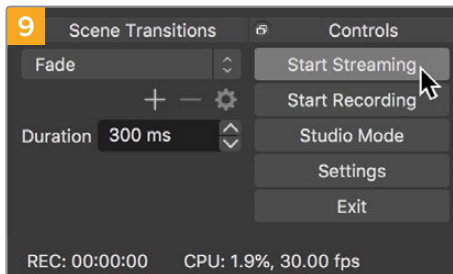 9
Scene Transitions
Controls
Fade
Start Streaming
Start Recording
Duration 300 ms
Studio Mode
Settings
Exit
REC: 00:00:00 CPU: 1.9%, 30.00 fps